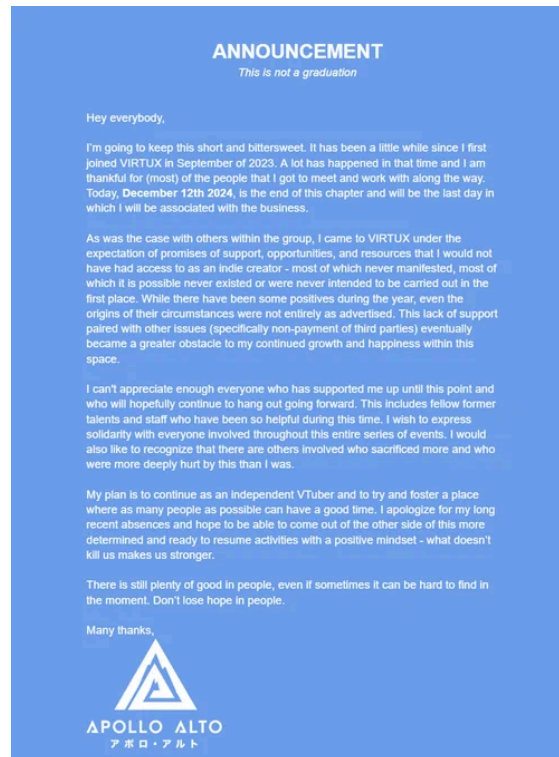 ANNOUNCEMENT
This is not a graduation
Hey everybody,
I'm going to keep this short and bittersweet. It has been a little while since I first
joined VIRTUX in September of 2023. A lot has happened in that time and I am
thankful for (most) of the people that I got to meet and work with along the way.
Today, December 12th 2024, is the end of this chapter and will be the last day in
which I will be associated with the business.
As was the case with others within the group, I came to VIRTUX under the
expectation of promises of support, opportunities, and resources that I would not
have had access to as an indie creator - most of which never manifested, most of
which it is possible never existed or were never intended to be carried out in the
first place. While there have been some positives during the year, even the
origins of their circumstances were not entirely as advertised. This lack of support
paired with other issues (specifically non-payment of third parties) eventually
became a greater obstacle to my continued growth and happiness within this
space.
I can't appreciate enough everyone who has supported me up until this point and
who will hopefully continue to hang out going forward. This includes fellow former
talents and staff who have been so helpful during this time. I wish to express
solidarity with everyone involved throughout this entire series of events. I would
also like to recognize that there are others involved who sacrificed more and who
were more deeply hurt by this than I was.
My plan is to continue as an independent VTuber and to try and foster a place
where as many people as possible can have a good time. I apologize for my long
recent absences and hope to be able to come out of the other side of this more
determined and ready to resume activities with a positive mindset - what doesn't
kill us makes us stronger.
There is still plenty of good in people, even if sometimes it can be hard to find in
the moment. Don't lose hope in people.
Many thanks,
APOLLO ALTO
アポロ・アルト